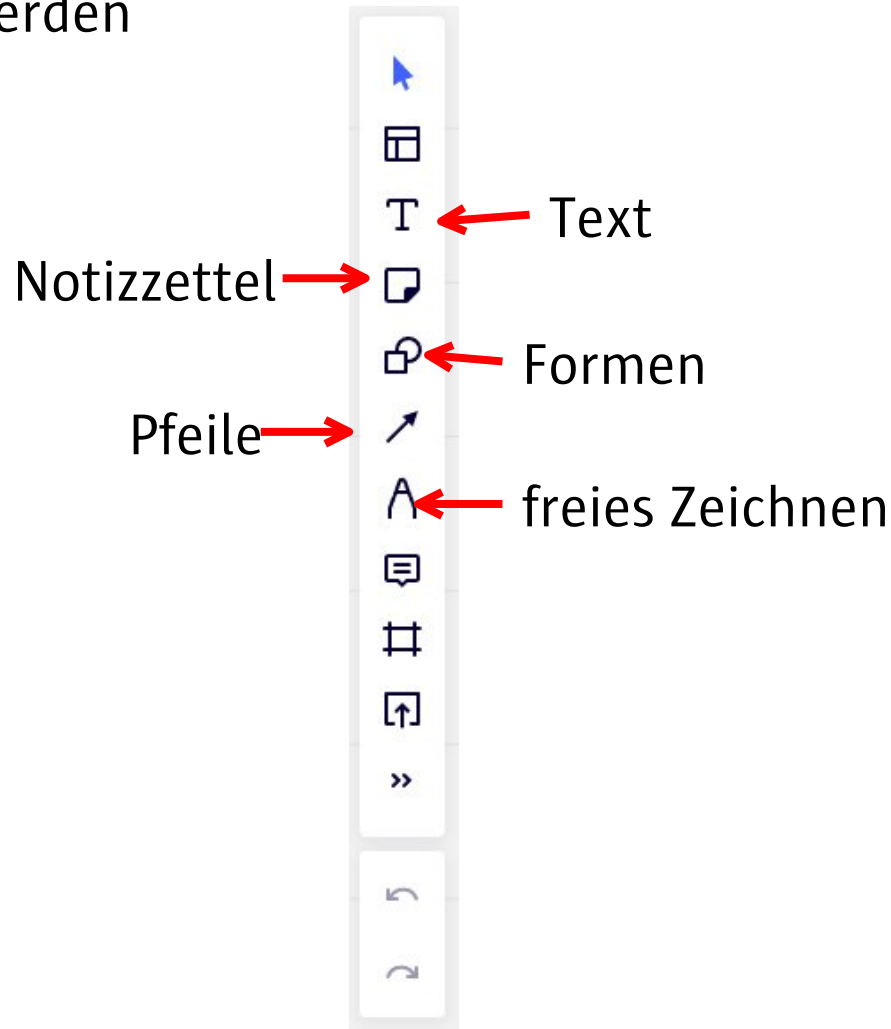 erden
Text
Notizzettel
Formen
Pfeile
freies Zeichnen